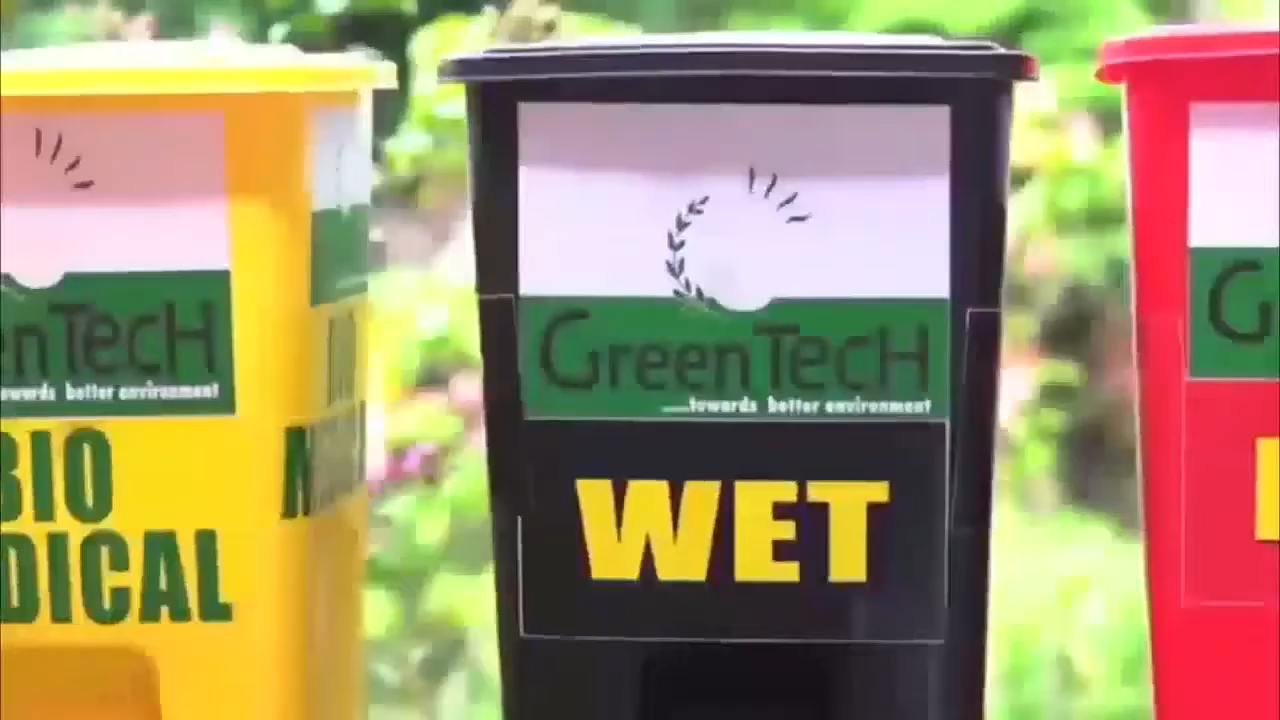 enTecH
towards better environment
BIO
DICAL
GreenTecH
.....towards better environment
WET
G